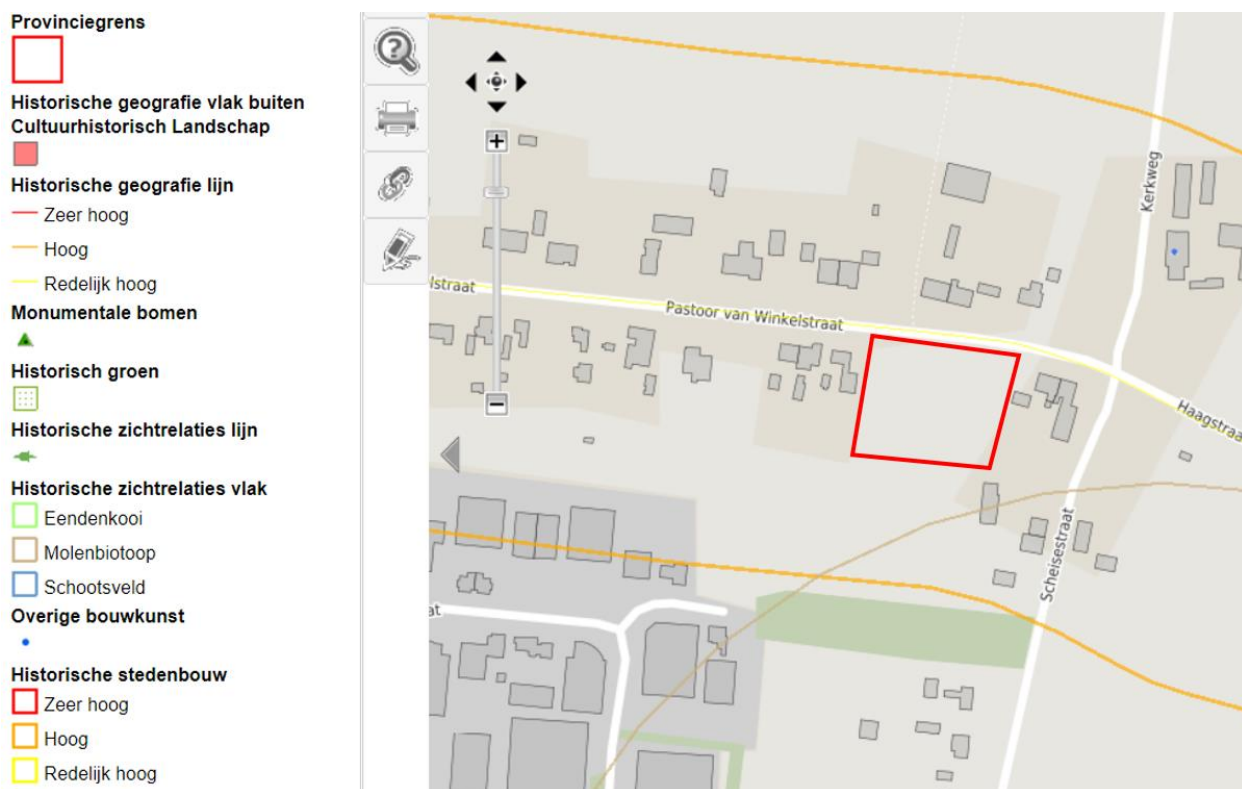 Provinciegrens
Historische geografie vlak buiten
Cultuurhistorisch Landschap
Historische geografie lijn
Zeer hoog
Hoog
Redelijk hoog
Monumentale bomen
Historisch groen
Historische zichtrelaties lijn
Historische zichtrelaties vlak
Eendenkooi
Molenbiotoop
Schootsveld
Overige bouwkunst
Historische stedenbouw
Zeer hoog
Hoog
Redelijk hoog
Kerkweg
lstraat
Pastoor van Winkelstraat
Haagstraa
Scheisestraat
at